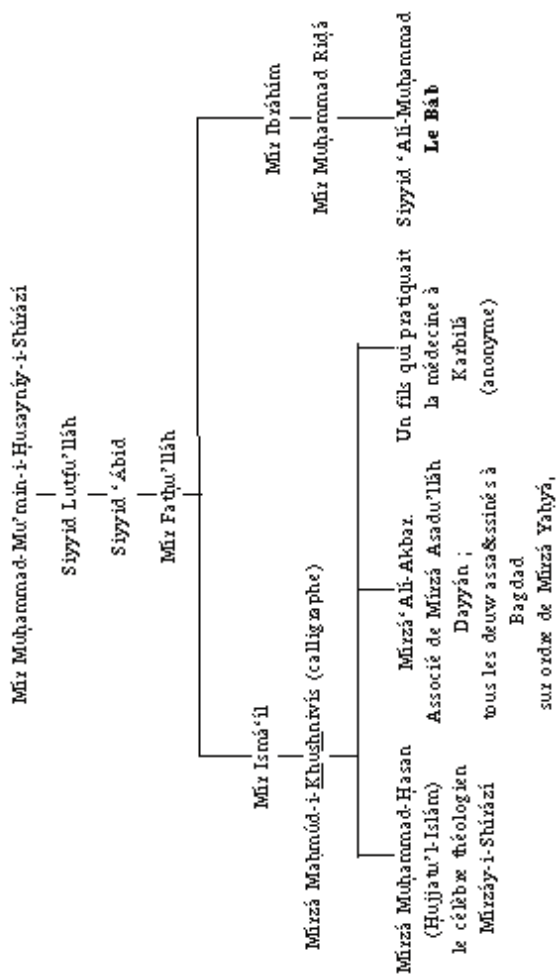 Mír Muḥammad-Mu’min-i-Ḥusayníy-i-Shírází
Siyyid Luṭfu’lláh
Siyyid ‘Ábid
Mír Fatḥu’lláh
Mír Ismá‘íl
Mír Ibráhím
Mírzá Maḥmúd-i-Khushnivís (calligraphe)
Mír Muḥammad Riḍá
Mírzá Muḥammad-Ḥasan
(Ḥujjatu’l-Islám)
le célèbre théologien
Mírzáy-i-Shírází
Mírzá ‘Alí-Akbar.
Associé de Mírzá Asadu’lláh
Dayyán ;
tous les deuw assa&ssinés à
Bagdad
sur ordre de Mírzá Yaḥyá,
Un fils qui pratiquait
la médecine à
Karbilá
(anonyme)
Siyyid ‘Alí-Muḥammad
Le Báb